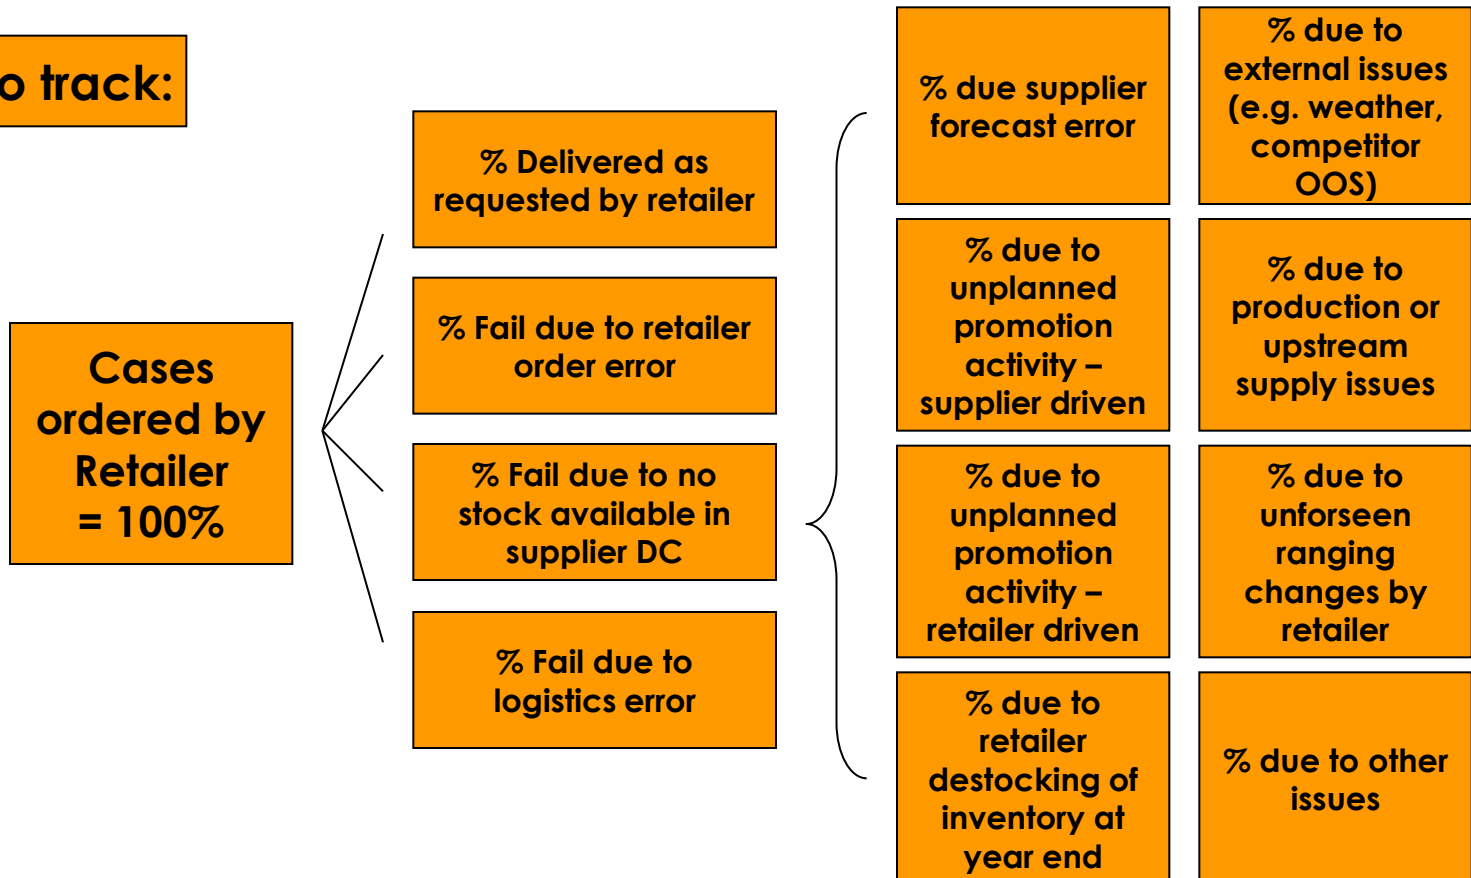 o track:
Cases
ordered by
Retailer
= 100%
% Delivered as
requested by retailer
% Fail due to retailer
order error
% Fail due to no
stock available in
supplier DC
% Fail due to
logistics error
% due supplier
forecast error
% due to
external issues
(e.g. weather,
competitor
OOS)
% due to
unplanned
promotion
activity –
supplier driven
% due to
production or
upstream
supply issues
% due to
unplanned
promotion
activity –
retailer driven
% due to
unforseen
ranging
changes by
retailer
% due to
retailer
destocking of
inventory at
year end
% due to other
issues